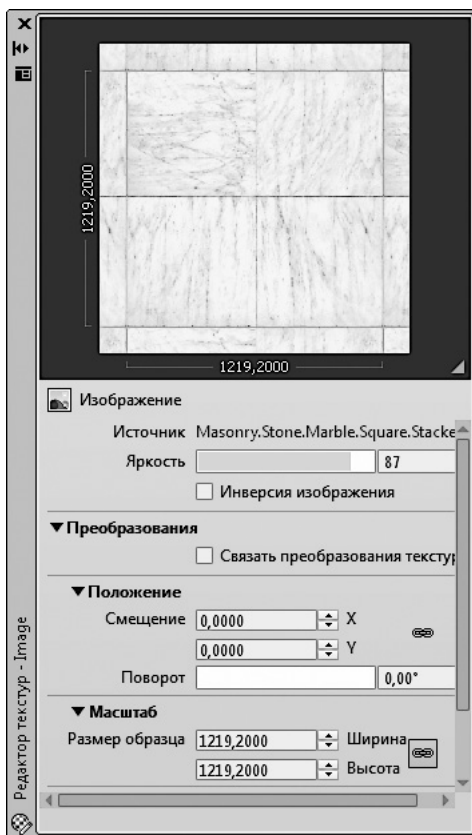 1219,2000
1219,2000
Изображение
Источник Masonry.Stone.Marble.Square.Stacke
Яркость 87
Инверсия изображения
Преобразования
Связать преобразования текстур
Положение
Смещение 0,0000 X
0,0000 Y
Поворот 0,00°
Масштаб
Размер образца 1219,2000 Ширина
1219,2000 Высота
Редактор текстур - Image